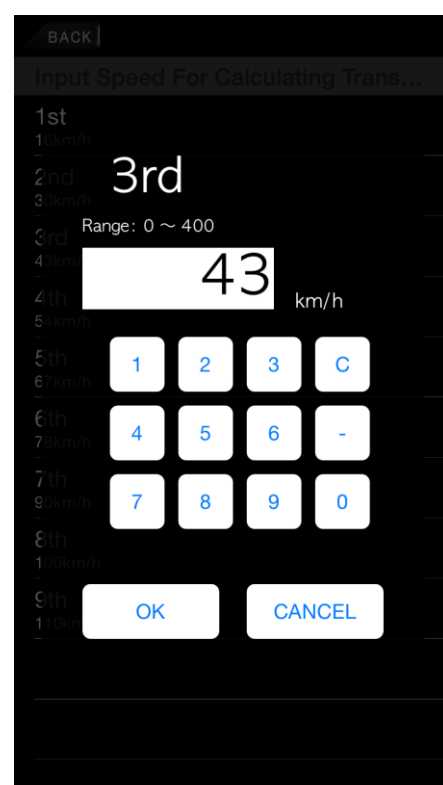 BACK
Input Speed For Calculating Trans...
1st
16km/h
2nd
30km/h
3rd
43km/h
4th
54km/h
5th
67km/h
6th
78km/h
7th
90km/h
8th
100km/h
9th
110km
3rd
Range: 0 ～ 400
43 km/h
1 2 3 C
4 5 6 -
7 8 9 0
OK CANCEL